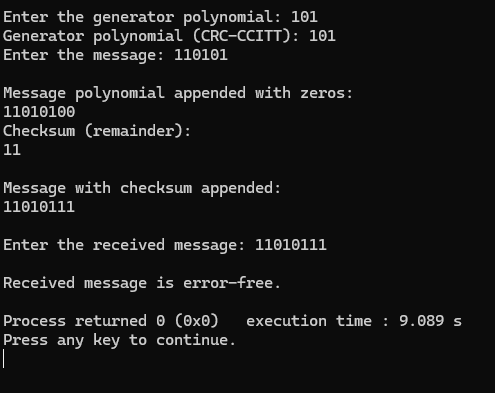 Enter the generator polynomial: 101
Generator polynomial (CRC-CCITT): 101
Enter the message: 110101
Message polynomial appended with zeros:
11010100
Checksum (remainder):
11
Message with checksum appended:
11010111
Enter the received message: 11010111
Received message is error-free.
Process returned 0 (0x0)   execution time : 9.089 s
Press any key to continue.